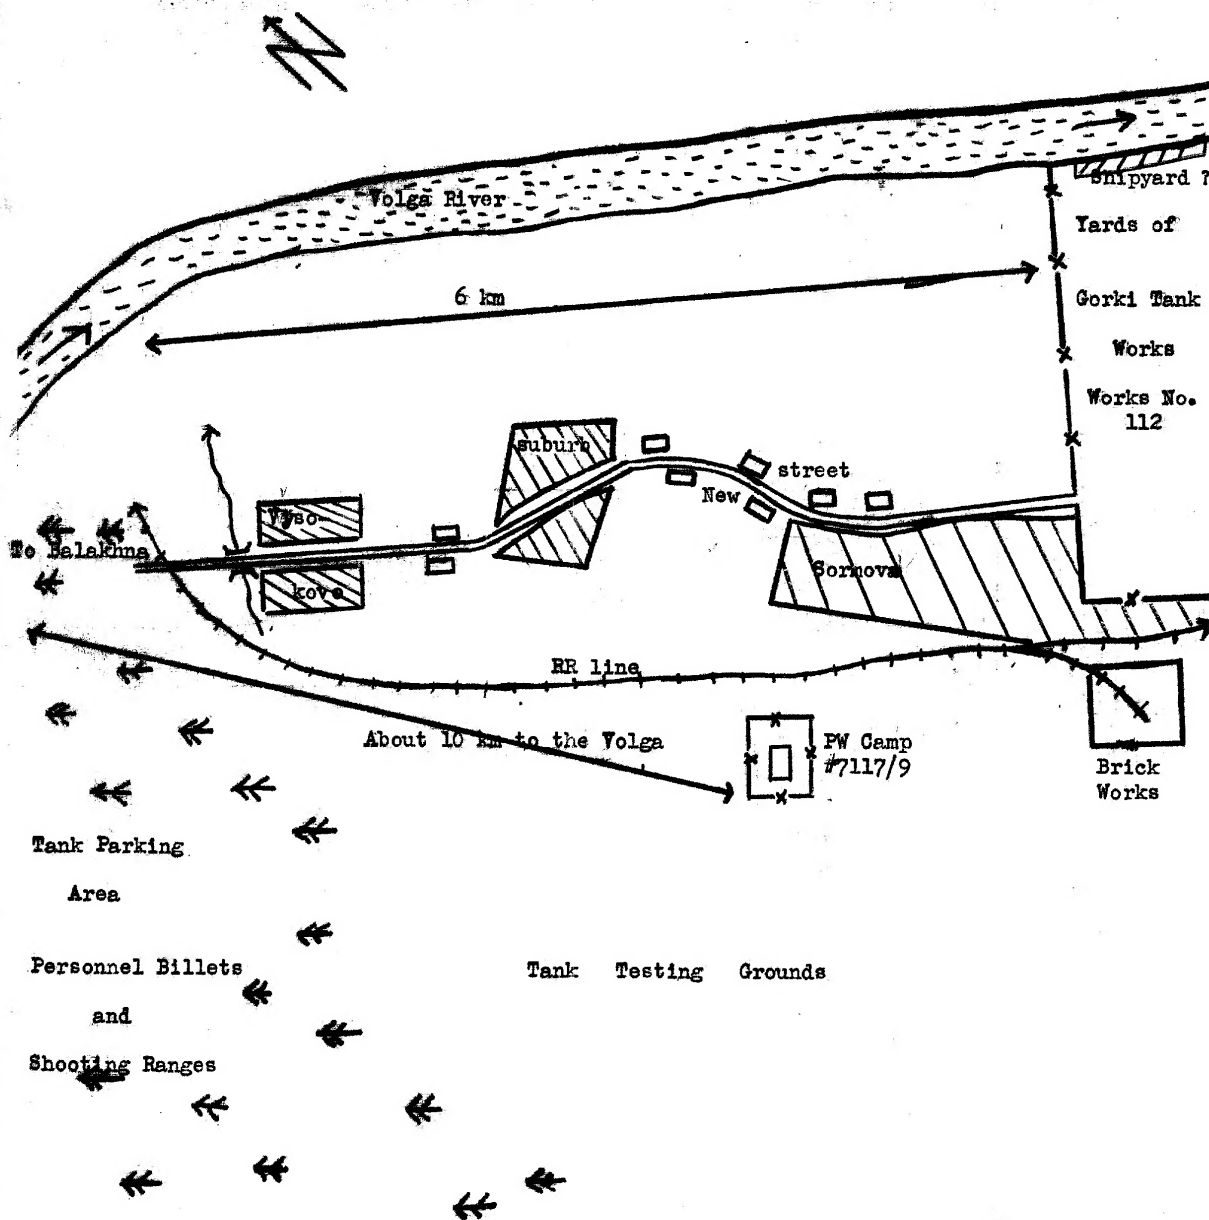 Volga River
Shipyard ?
Yards of
Gorki Tank
Works
Works No.
112
6 km
suburb
street
New
Vyso-
kovo
To Balakhna
Sormova
RR line
About 10 km to the Volga
PW Camp
#7117/9
Brick
Works
Tank Parking
Area
Personnel Billets
and
Shooting Ranges
Tank Testing Grounds